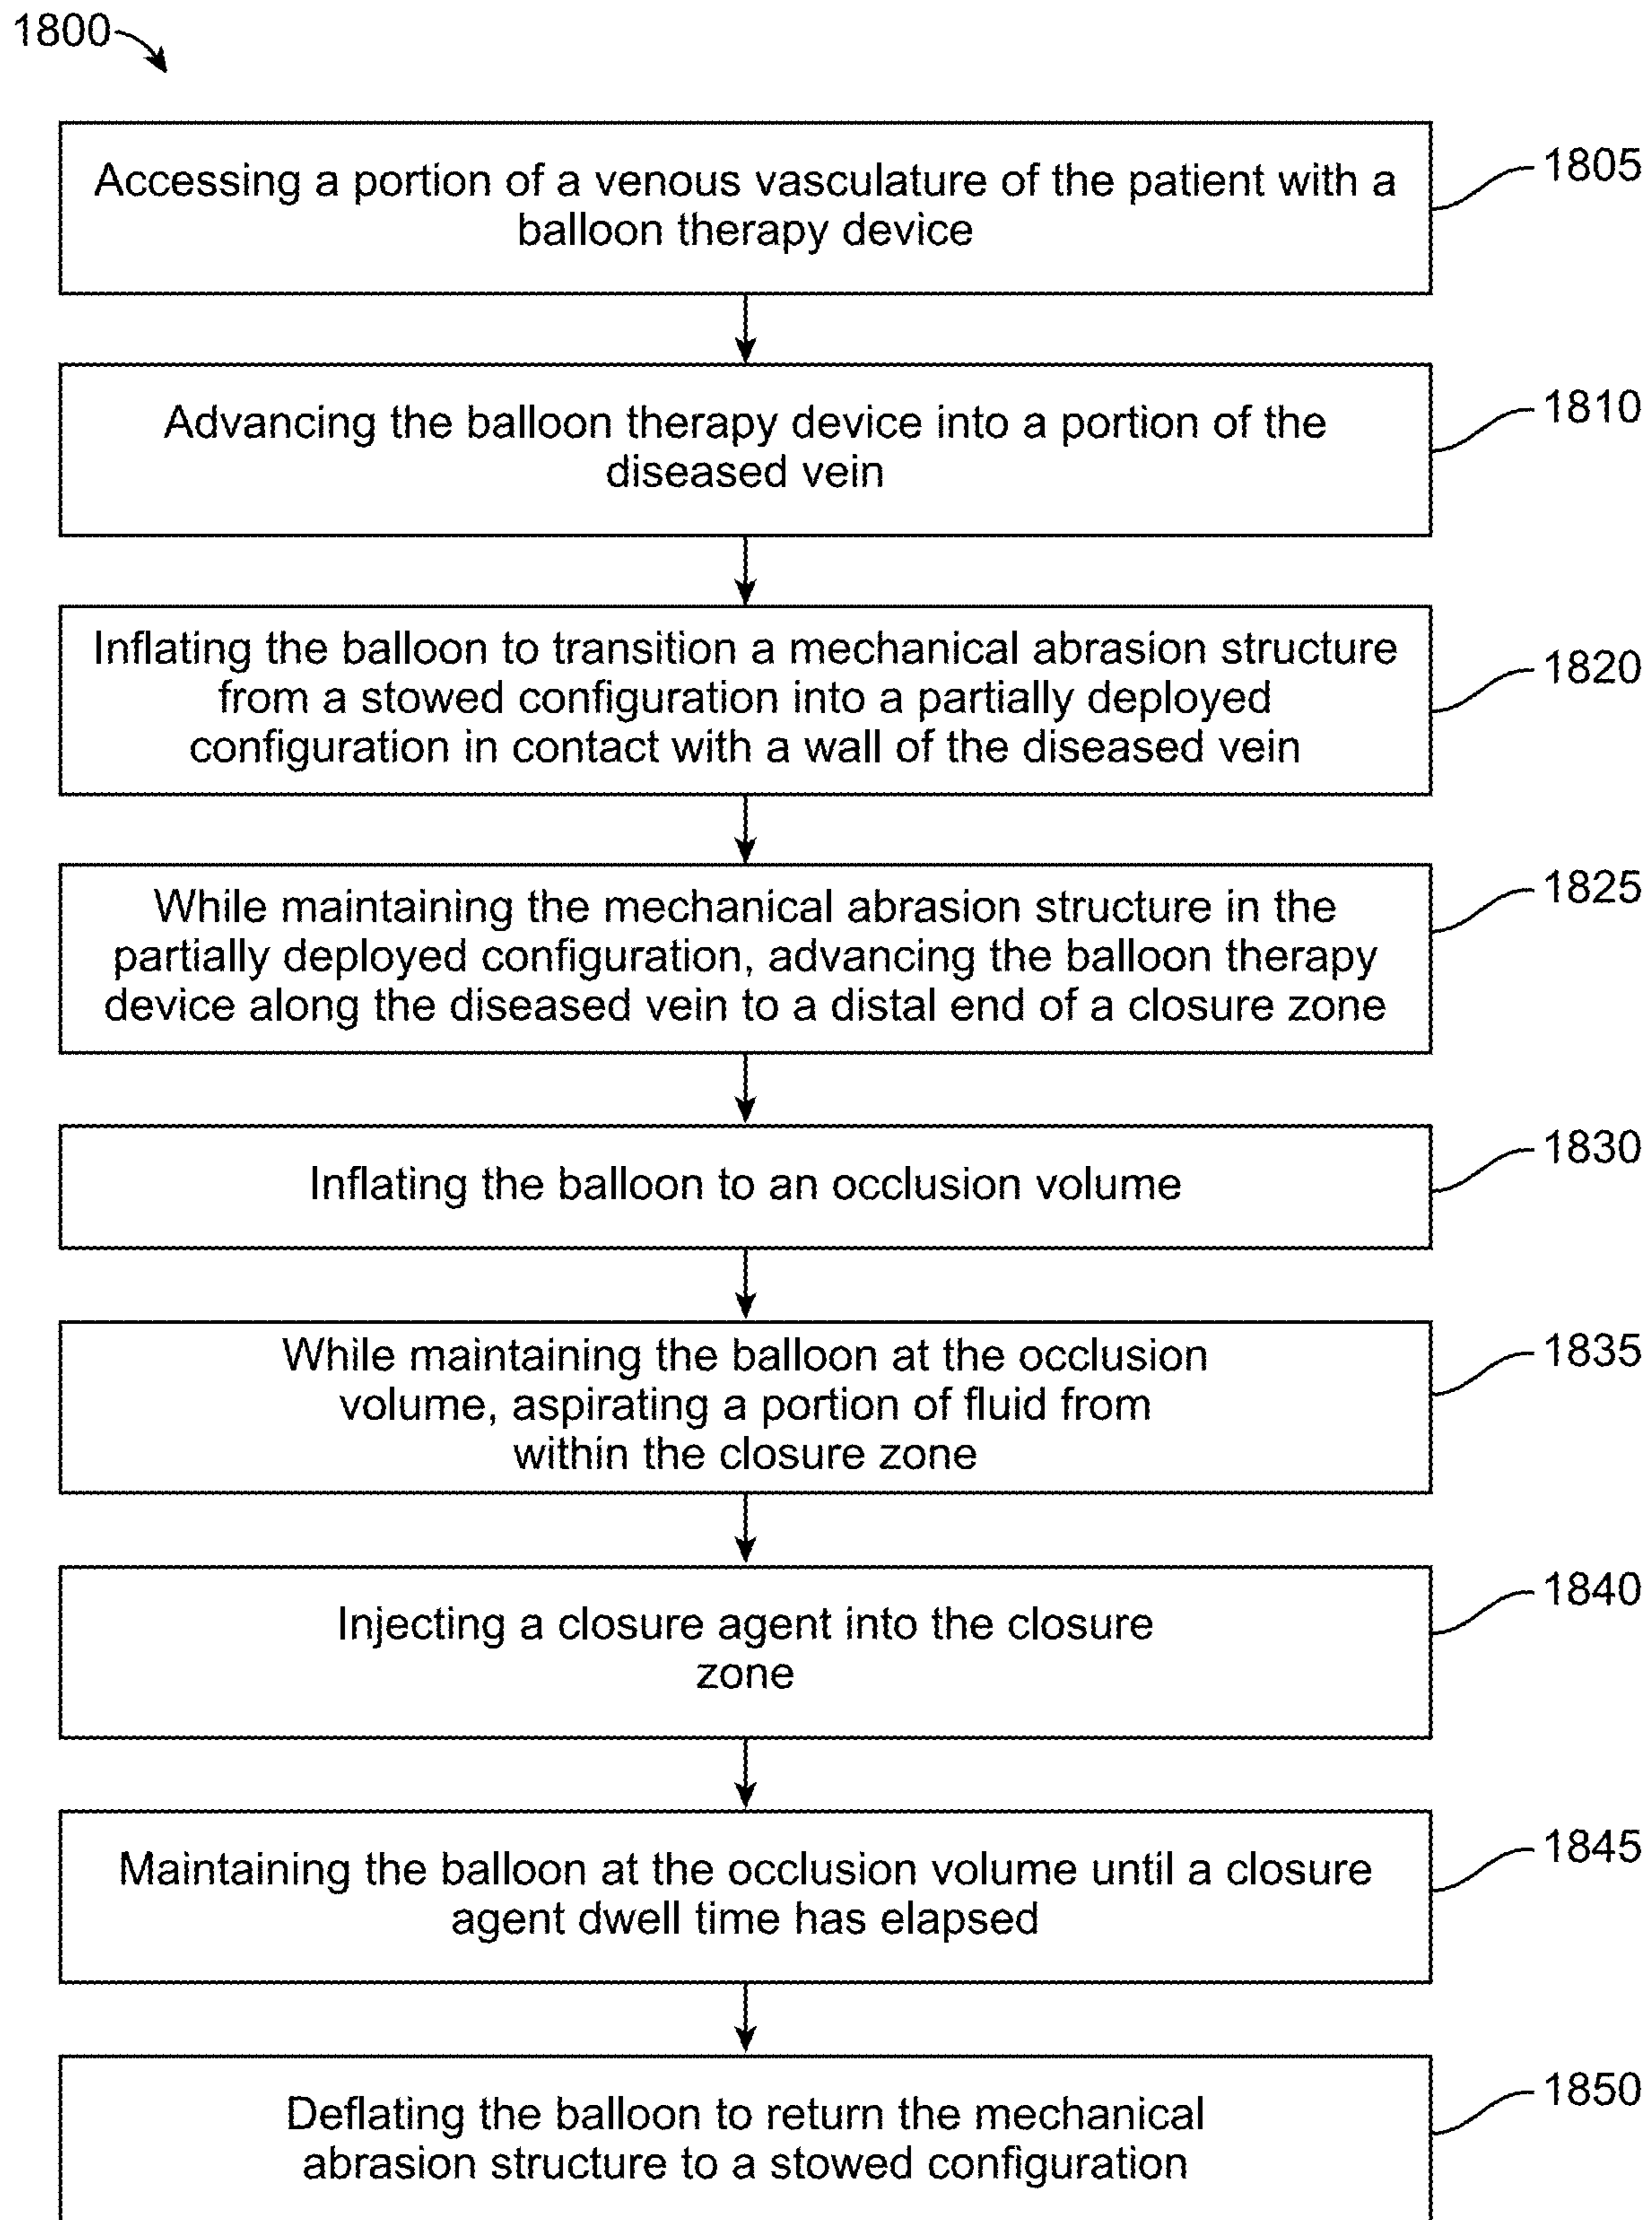 1800
Accessing a portion of a venous vasculature of the patient with a
balloon therapy device
1805
Advancing the balloon therapy device into a portion of the
diseased vein
1810
Inflating the balloon to transition a mechanical abrasion structure
from a stowed configuration into a partially deployed
configuration in contact with a wall of the diseased vein
1820
While maintaining the mechanical abrasion structure in the
partially deployed configuration, advancing the balloon therapy
device along the diseased vein to a distal end of a closure zone
1825
Inflating the balloon to an occlusion volume
1830
While maintaining the balloon at the occlusion
volume, aspirating a portion of fluid from
within the closure zone
1835
Injecting a closure agent into the closure
zone
1840
Maintaining the balloon at the occlusion volume until a closure
agent dwell time has elapsed
1845
Deflating the balloon to return the mechanical
abrasion structure to a stowed configuration
1850